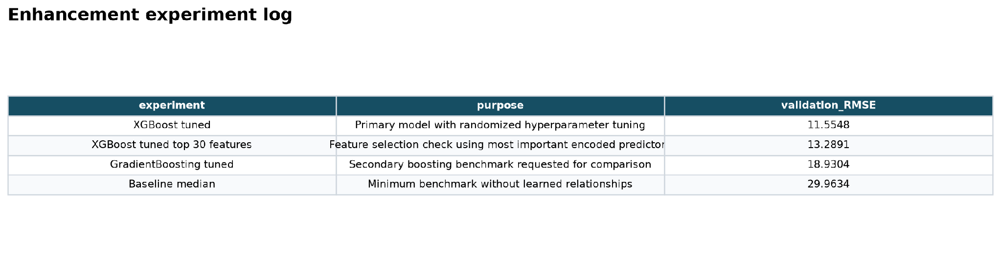 Enhancement experiment log
experiment purpose validation_RMSE
XGBoost tuned Primary model with randomized hyperparameter tuning 11.5548
XGBoost tuned top 30 features Feature selection check using most important encoded predictor 13.2891
GradientBoosting tuned Secondary boosting benchmark requested for comparison 18.9304
Baseline median Minimum benchmark without learned relationships 29.9634